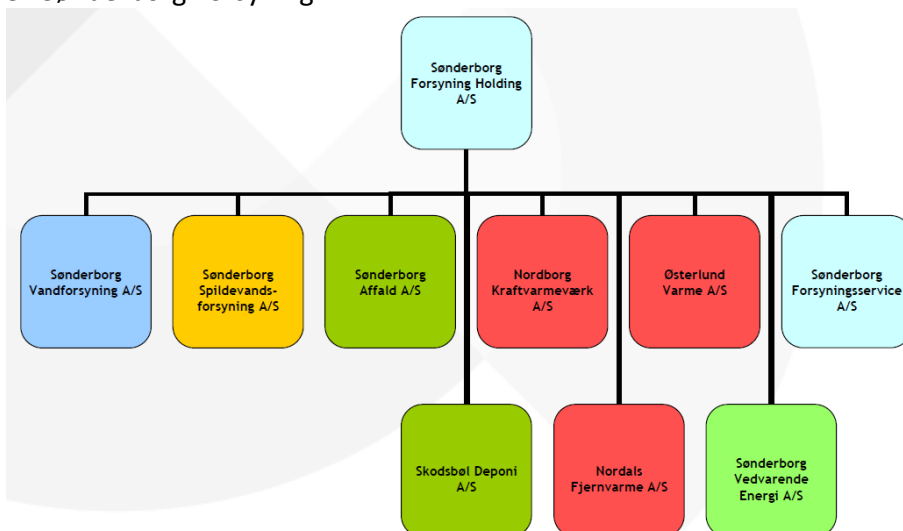 Sønderborg
Forsyning Holding
A/S
Sønderborg
Vandforsyning A/S
Sønderborg
Spildevands-
forsyning A/S
Sønderborg
Affald A/S
Nordborg
Kraftvarmeværk
A/S
Østerlund
Varme A/S
Sønderborg
Forsyningsservice
A/S
Skodsbøl Deponi
A/S
Nordals
Fjernvarme A/S
Sønderborg
Vedvarende
Energi A/S